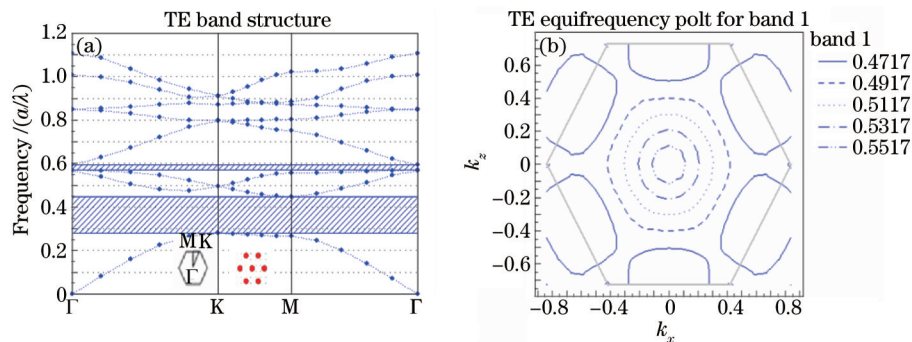 TE band structure
(a)
Frequency /(a/λ)
1.2
1.0
0.8
0.6
0.4
0.2
0
MK
Γ
Γ
K
M
Γ
TE equifrequency polt for band 1
(b)
k_z
0.6
0.4
0.2
0
−0.2
−0.4
−0.6
−0.8
−0.4
0
0.4
0.8
k_x
band 1
0.4717
0.4917
0.5117
0.5317
0.5517